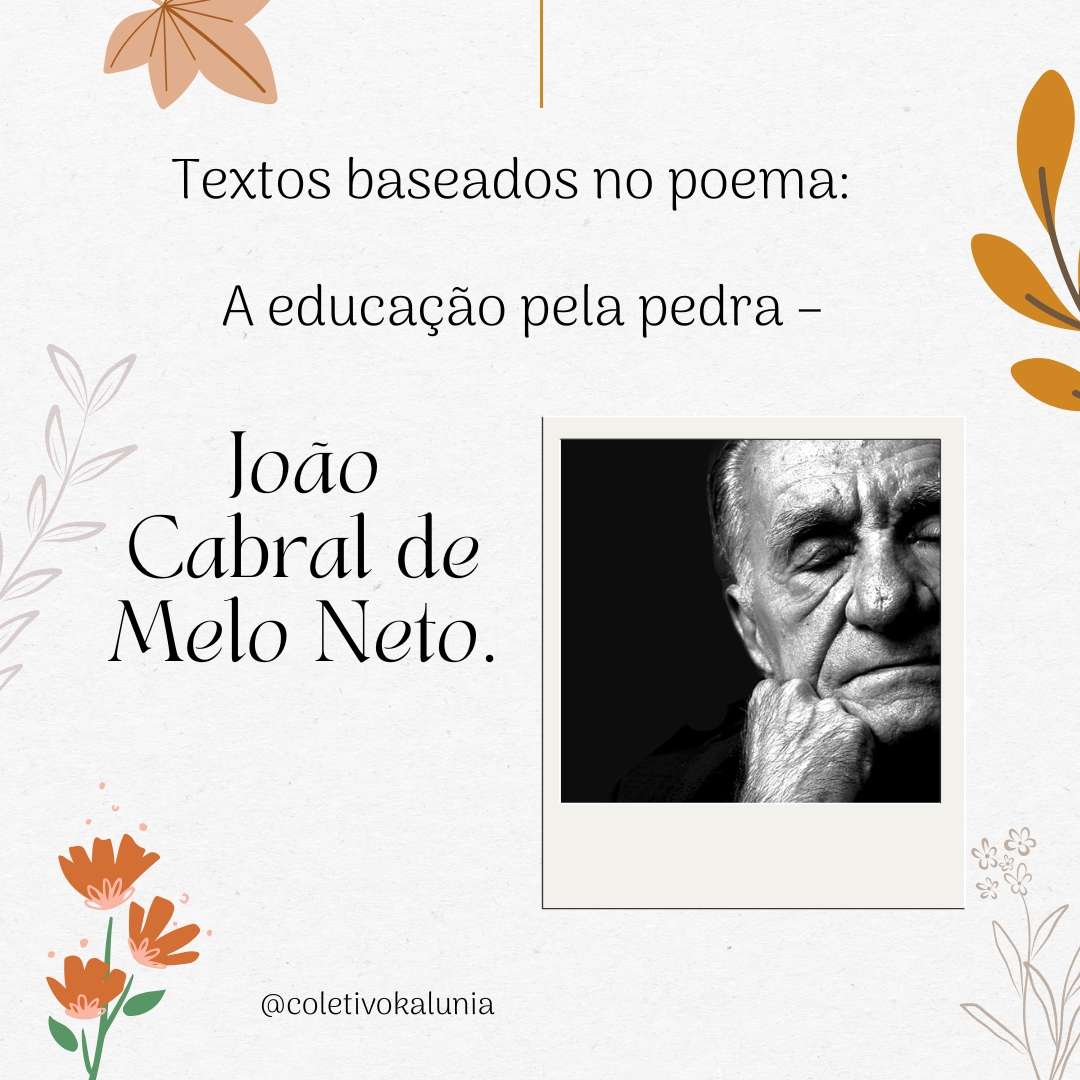 Textos baseados no poema:
A educação pela pedra –
João
Cabral de
Melo Neto.
@coletivokalunia